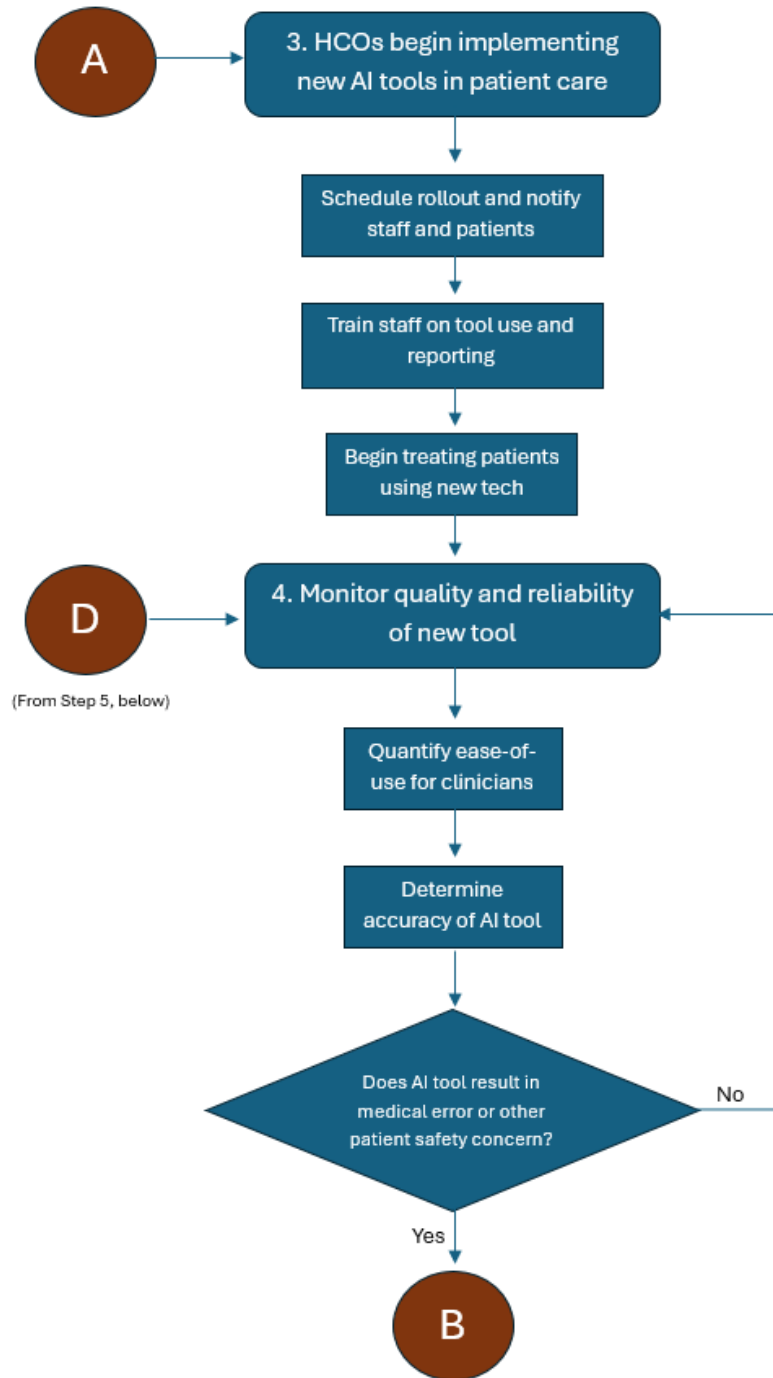 A
3. HCOs begin implementing
new AI tools in patient care
Schedule rollout and notify
staff and patients
Train staff on tool use and
reporting
Begin treating patients
using new tech
D
4. Monitor quality and reliability
of new tool
(From Step 5, below)
Quantify ease-of-
use for clinicians
Determine
accuracy of AI tool
Does AI tool result in
medical error or other
patient safety concern?
No
Yes
B